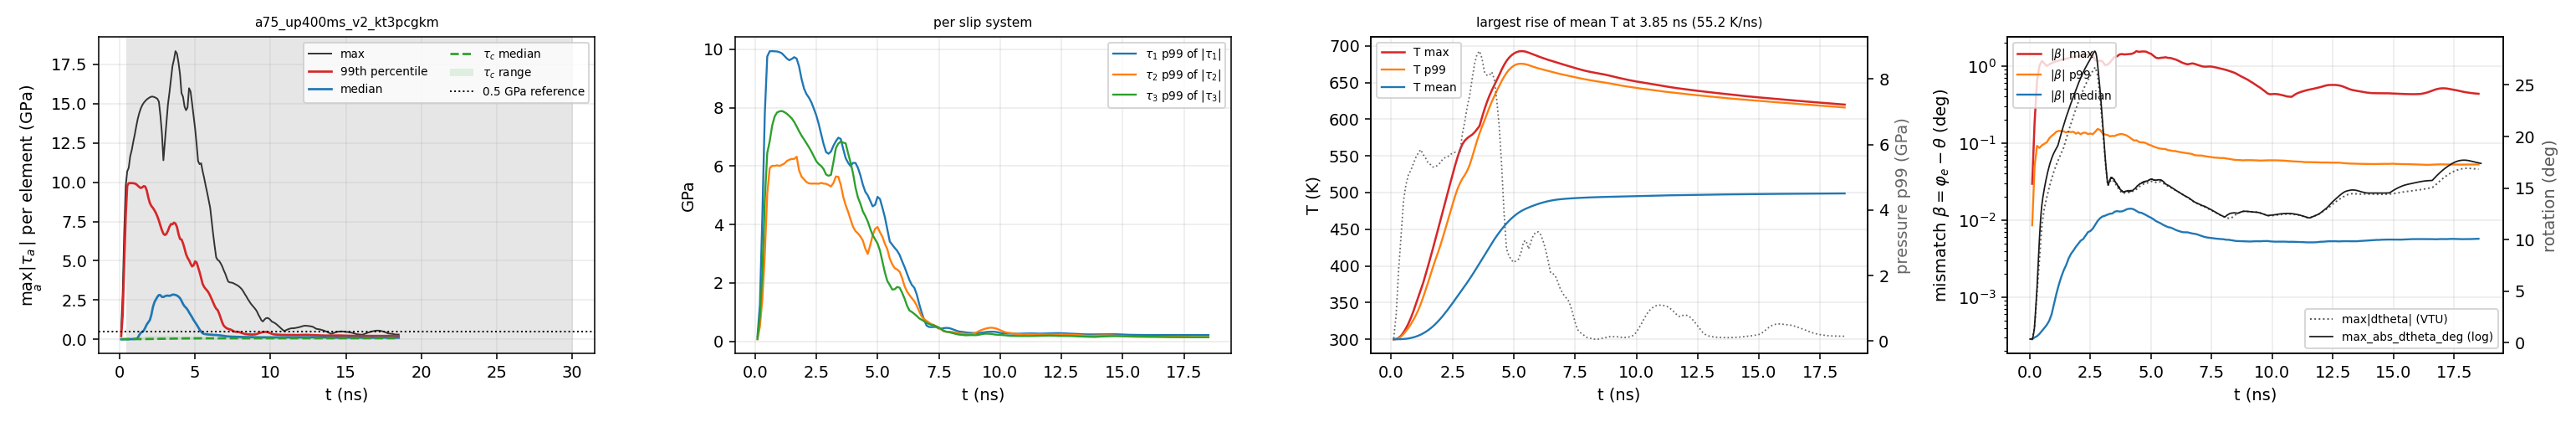 a75_up400ms_v2_kt3pcgkm
max
99th percentile
median
τc median
τc range
0.5 GPa reference
17.5
15.0
12.5
10.0
7.5
5.0
2.5
0.0
max a |τa| per element (GPa)
0 5 10 15 20 25 30
t (ns)
per slip system
τ1 p99 of |τ1|
τ2 p99 of |τ2|
τ3 p99 of |τ3|
10
8
6
4
2
0
GPa
0.0 2.5 5.0 7.5 10.0 12.5 15.0 17.5
t (ns)
largest rise of mean T at 3.85 ns (55.2 K/ns)
T max
T p99
T mean
700
650
600
550
500
450
400
350
300
T (K)
8
6
4
2
0
pressure p99 (GPa)
0.0 2.5 5.0 7.5 10.0 12.5 15.0 17.5
t (ns)
|β| max
|β| p99
|β| median
10⁰
10⁻¹
10⁻²
10⁻³
mismatch β = φe − θ (deg)
25
20
15
10
5
0
rotation (deg)
max|dtheta| (VTU)
max_abs_dtheta_deg (log)
0.0 2.5 5.0 7.5 10.0 12.5 15.0 17.5
t (ns)